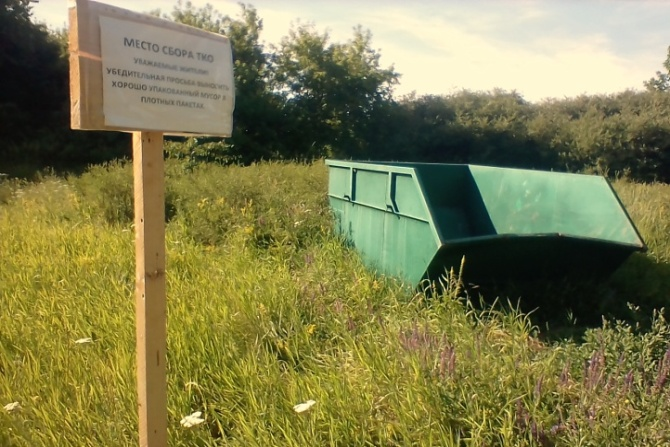 МЕСТО СБОРА ТКО
УВАЖАЕМЫЕ ЖИТЕЛИ!
УБЕДИТЕЛЬНАЯ ПРОСЬБА ВЫНОСИТЬ
ХОРОШО УПАКОВАННЫЙ МУСОР В
ПЛОТНЫХ ПАКЕТАХ.